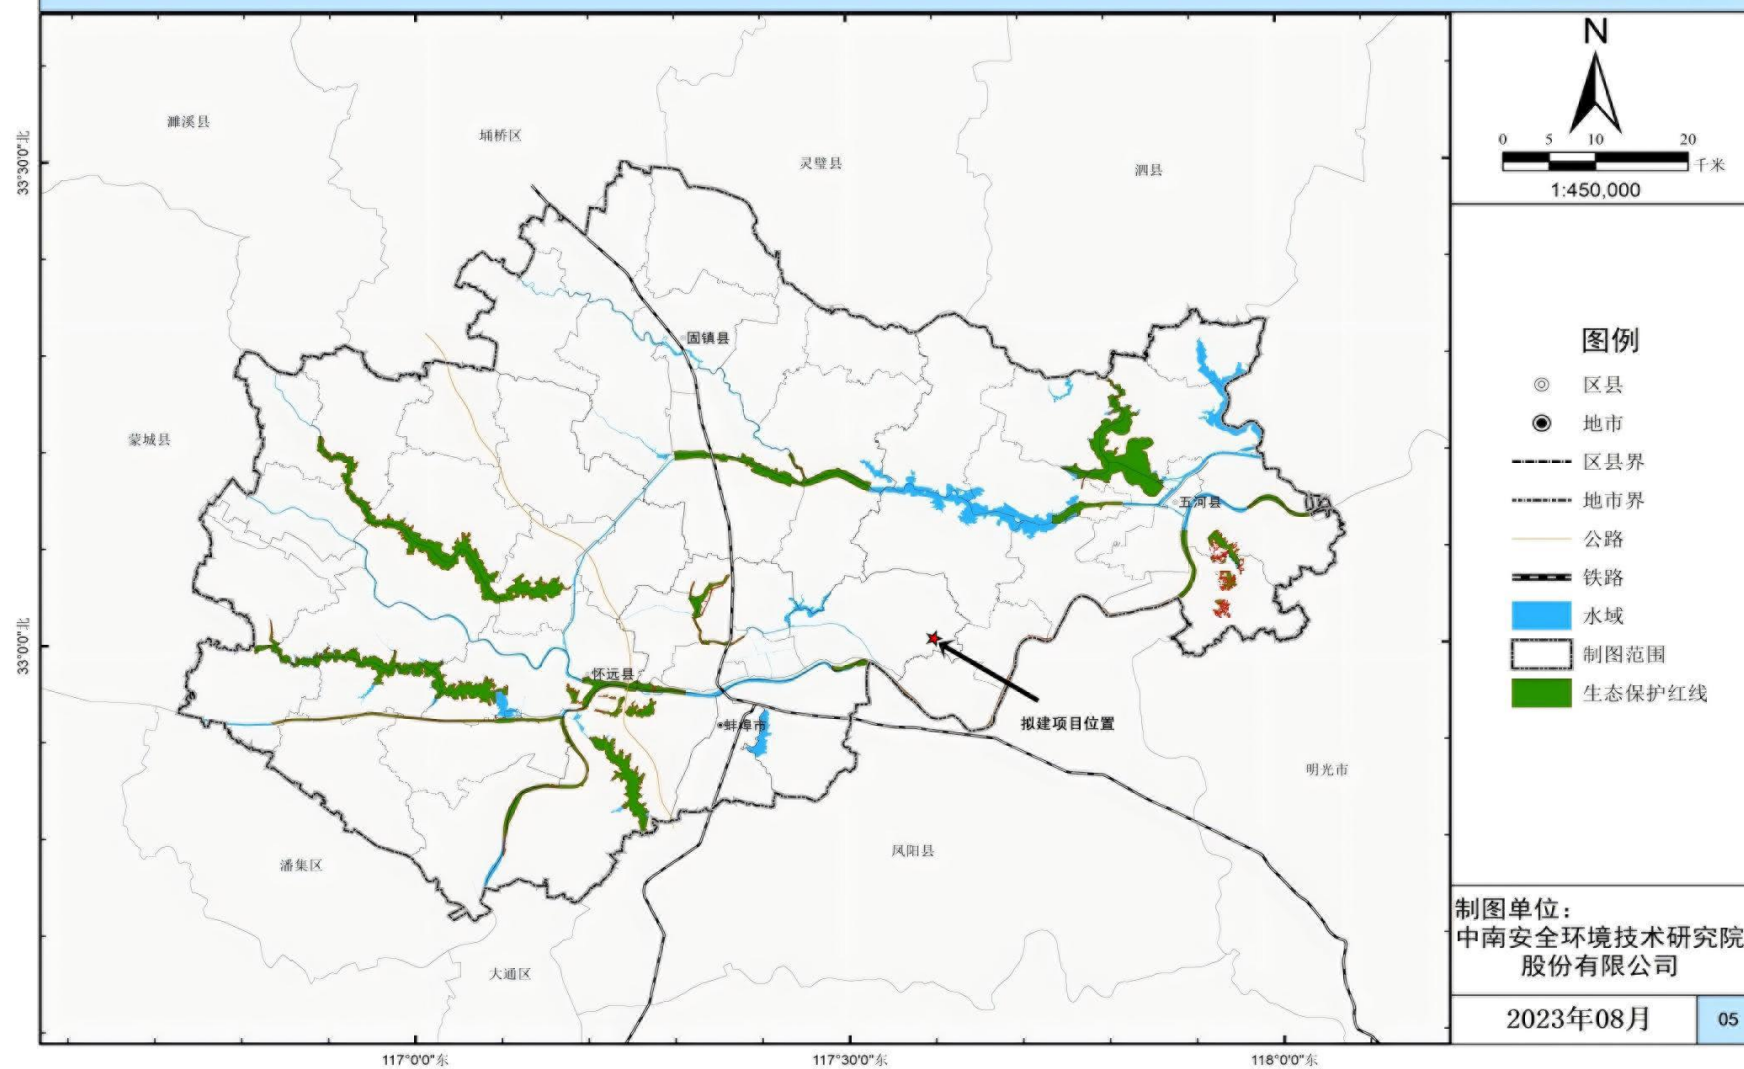 N
0 5 10 20
千米
1:450,000
濉溪县
埇桥区
灵璧县
泗县
33°30'0"北
固镇县
蒙城县
五河县
33°0'0"北
怀远县
蚌埠市
拟建项目位置
明光市
凤阳县
潘集区
大通区
117°0'0"东
117°30'0"东
118°0'0"东
图例
区县
地市
区县界
地市界
公路
铁路
水域
制图范围
生态保护红线
制图单位：
中南安全环境技术研究院
股份有限公司
2023年08月
05